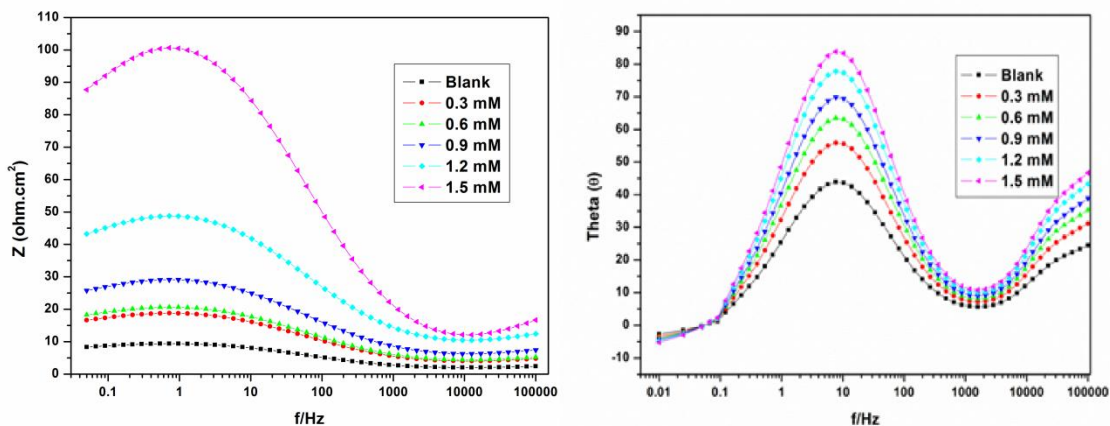 110
100
90
80
70
60
50
40
30
20
10
0
Z (ohm.cm²)
0.1 1 10 100 1000 10000 100000
f/Hz
Blank
0.3 mM
0.6 mM
0.9 mM
1.2 mM
1.5 mM
90
80
70
60
50
40
30
20
10
0
-10
Theta (θ)
0.01 0.1 1 10 100 1000 10000 100000
f/Hz
Blank
0.3 mM
0.6 mM
0.9 mM
1.2 mM
1.5 mM